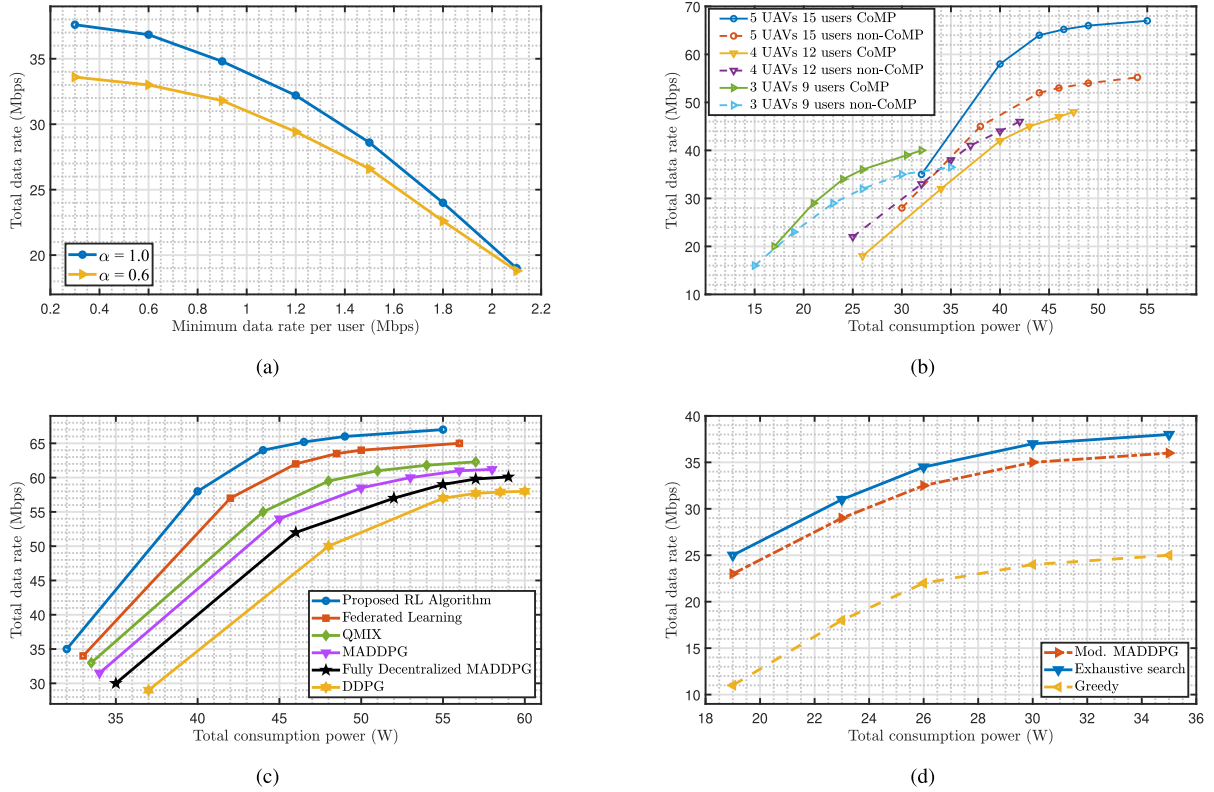 35
30
25
20
0.2 0.4 0.6 0.8 1 1.2 1.4 1.6 1.8 2 2.2
Total data rate (Mbps)
Minimum data rate per user (Mbps)
α = 1.0
α = 0.6
(a)
70
60
50
40
30
20
10
15 20 25 30 35 40 45 50 55
Total data rate (Mbps)
Total consumption power (W)
5 UAVs 15 users CoMP
5 UAVs 15 users non-CoMP
4 UAVs 12 users CoMP
4 UAVs 12 users non-CoMP
3 UAVs 9 users CoMP
3 UAVs 9 users non-CoMP
(b)
65
60
55
50
45
40
35
30
35 40 45 50 55 60
Total data rate (Mbps)
Total consumption power (W)
Proposed RL Algorithm
Federated Learning
QMIX
MADDPG
Fully Decentralized MADDPG
DDPG
(c)
40
35
30
25
20
15
10
18 20 22 24 26 28 30 32 34 36
Total data rate (Mbps)
Total consumption power (W)
Mod. MADDPG
Exhaustive search
Greedy
(d)